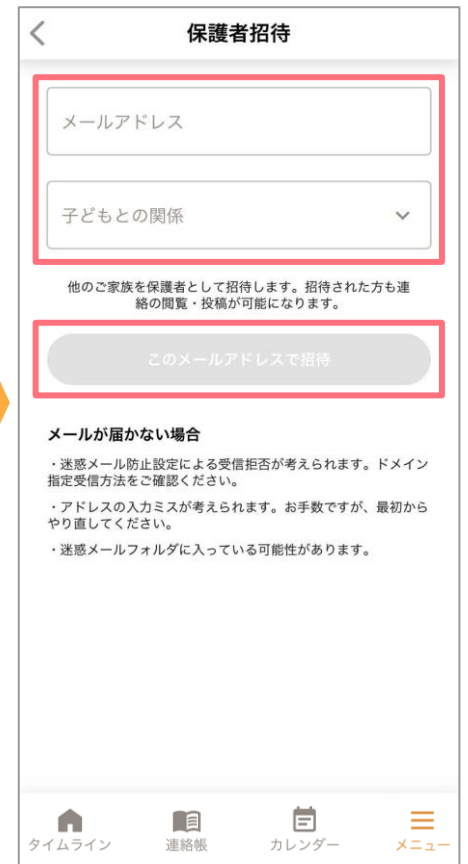 保護者招待
メールアドレス
子どもとの関係
他のご家族を保護者として招待します。招待された方も連
絡の閲覧・投稿が可能になります。
このメールアドレスで招待
メールが届かない場合
・迷惑メール防止設定による受信拒否が考えられます。ドメイン
指定受信方法をご確認ください。
・アドレスの入力ミスが考えられます。お手数ですが、最初から
やり直してください。
・迷惑メールフォルダに入っている可能性があります。
タイムライン 連絡帳 カレンダー メニュー